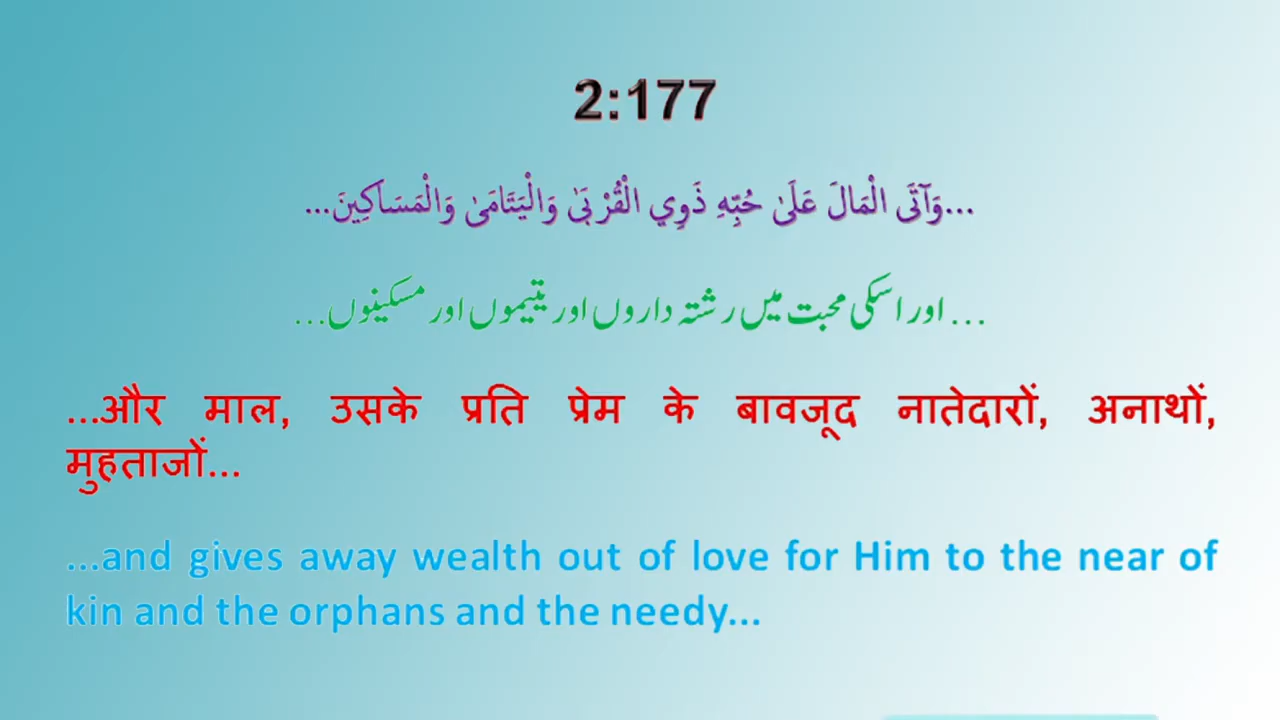 2:177
...وَآتَى الْمَالَ عَلَىٰ حُبِّهِ ذَوِي الْقُرْبَىٰ وَالْيَتَامَىٰ وَالْمَسَاكِينَ...
... اور اسکی محبت میں رشتہ داروں اور یتیموں اور مسکینوں...
...और माल, उसके प्रति प्रेम के बावजूद नातेदारों, अनाथों,
मुहताजों...
...and gives away wealth out of love for Him to the near of
kin and the orphans and the needy...